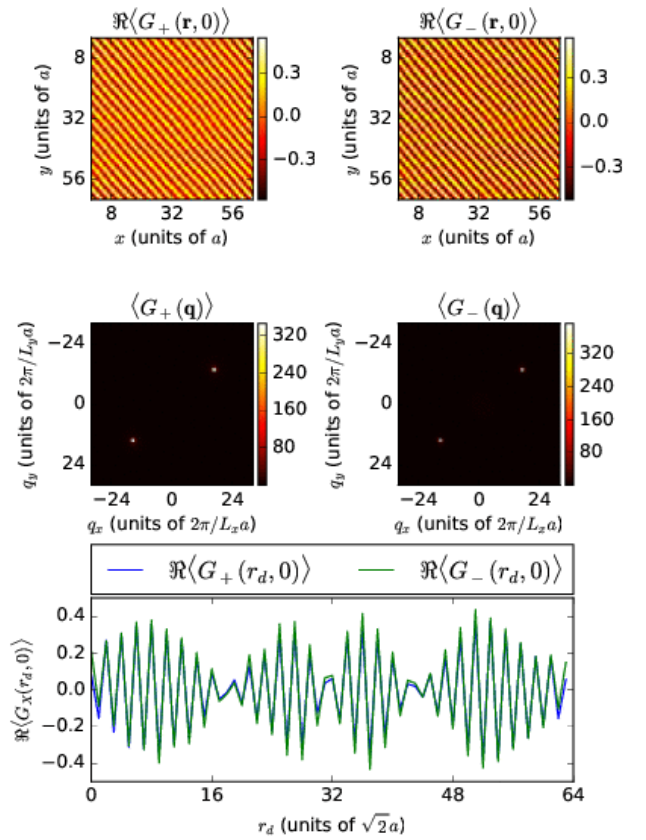 ℜ⟨G₊(r,0)⟩ ℜ⟨G₋(r,0)⟩
y (units of a) 8 32 56 0.3 0.0 −0.3 y (units of a) 8 32 56 0.3 0.0 −0.3
8 32 56 8 32 56
x (units of a) x (units of a)
⟨G₊(q)⟩ ⟨G₋(q)⟩
q_y (units of 2π/L_y a) −24 0 24 320 240 160 80 q_y (units of 2π/L_y a) −24 0 24 320 240 160 80
−24 0 24 −24 0 24
q_x (units of 2π/L_x a) q_x (units of 2π/L_x a)
ℜ⟨G₊(r_d,0)⟩ ℜ⟨G₋(r_d,0)⟩
ℜ⟨G_X(r_d,0)⟩ 0.4 0.2 0.0 −0.2 −0.4
0 16 32 48 64
r_d (units of √2a)